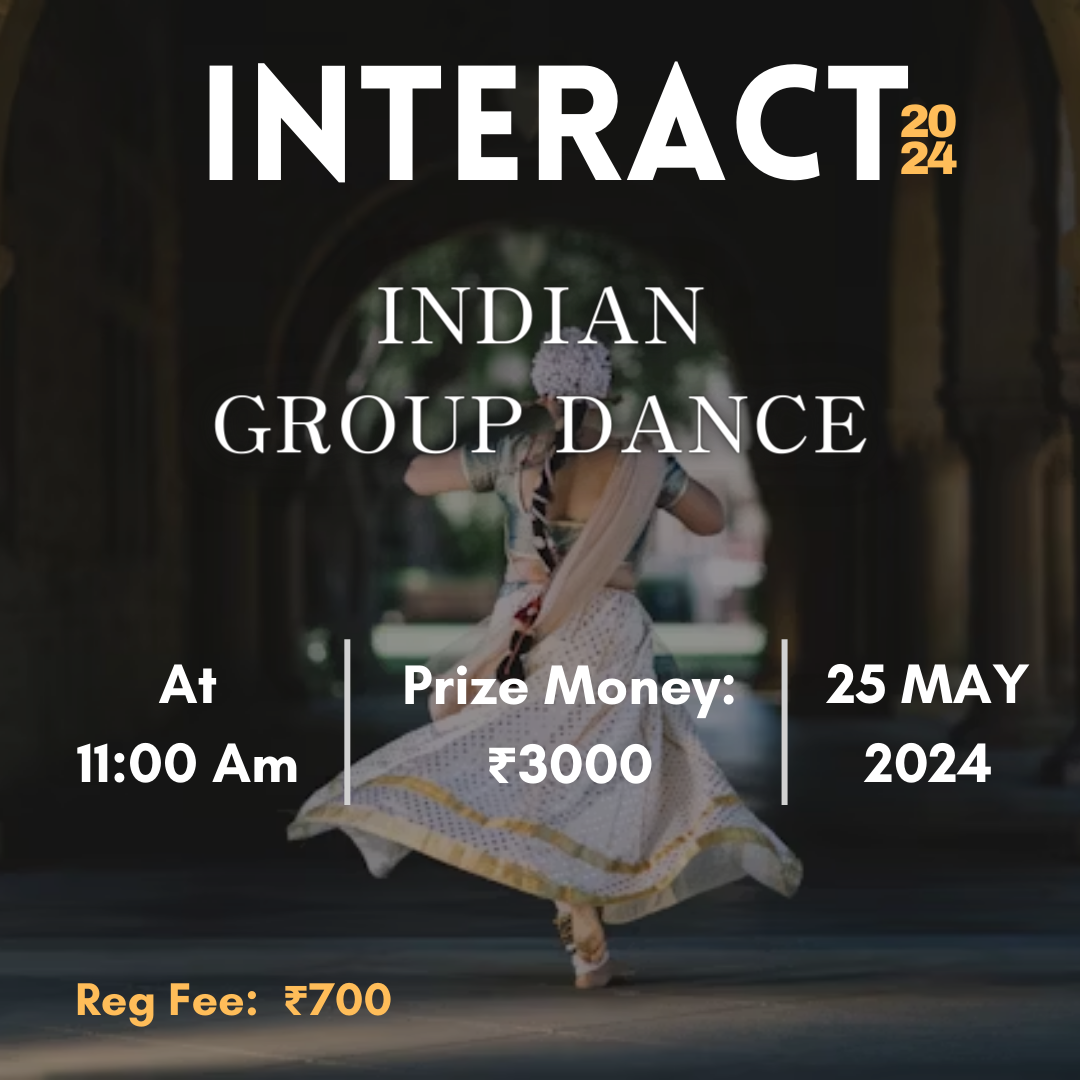 INTERACT
20
24
INDIAN
GROUP DANCE
At
11:00 Am
Prize Money:
₹3000
25 MAY
2024
Reg Fee: ₹700